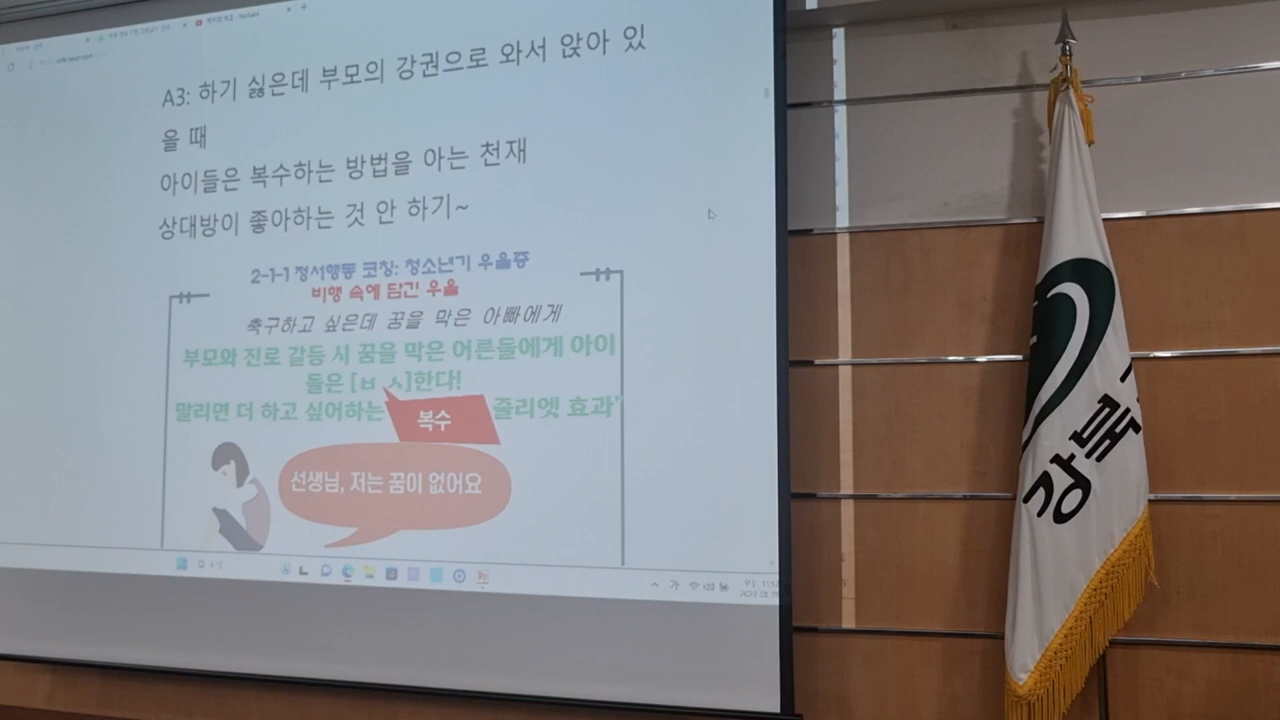 A3: 하기 싫은데 부모의 강권으로 와서 앉아 있
을 때
아이들은 복수하는 방법을 아는 천재
상대방이 좋아하는 것 안 하기~
2-1-1 정서행동 코칭: 청소년기 우울증
비행 속에 담긴 우울
축구하고 싶은데 꿈을 막은 아빠에게
부모와 진로 갈등 시 꿈을 막은 어른들에게 아이
들은 [ㅂ ㅅ]한다!
말리면 더 하고 싶어하는 줄리엣 효과'
복수
선생님, 저는 꿈이 없어요
강북